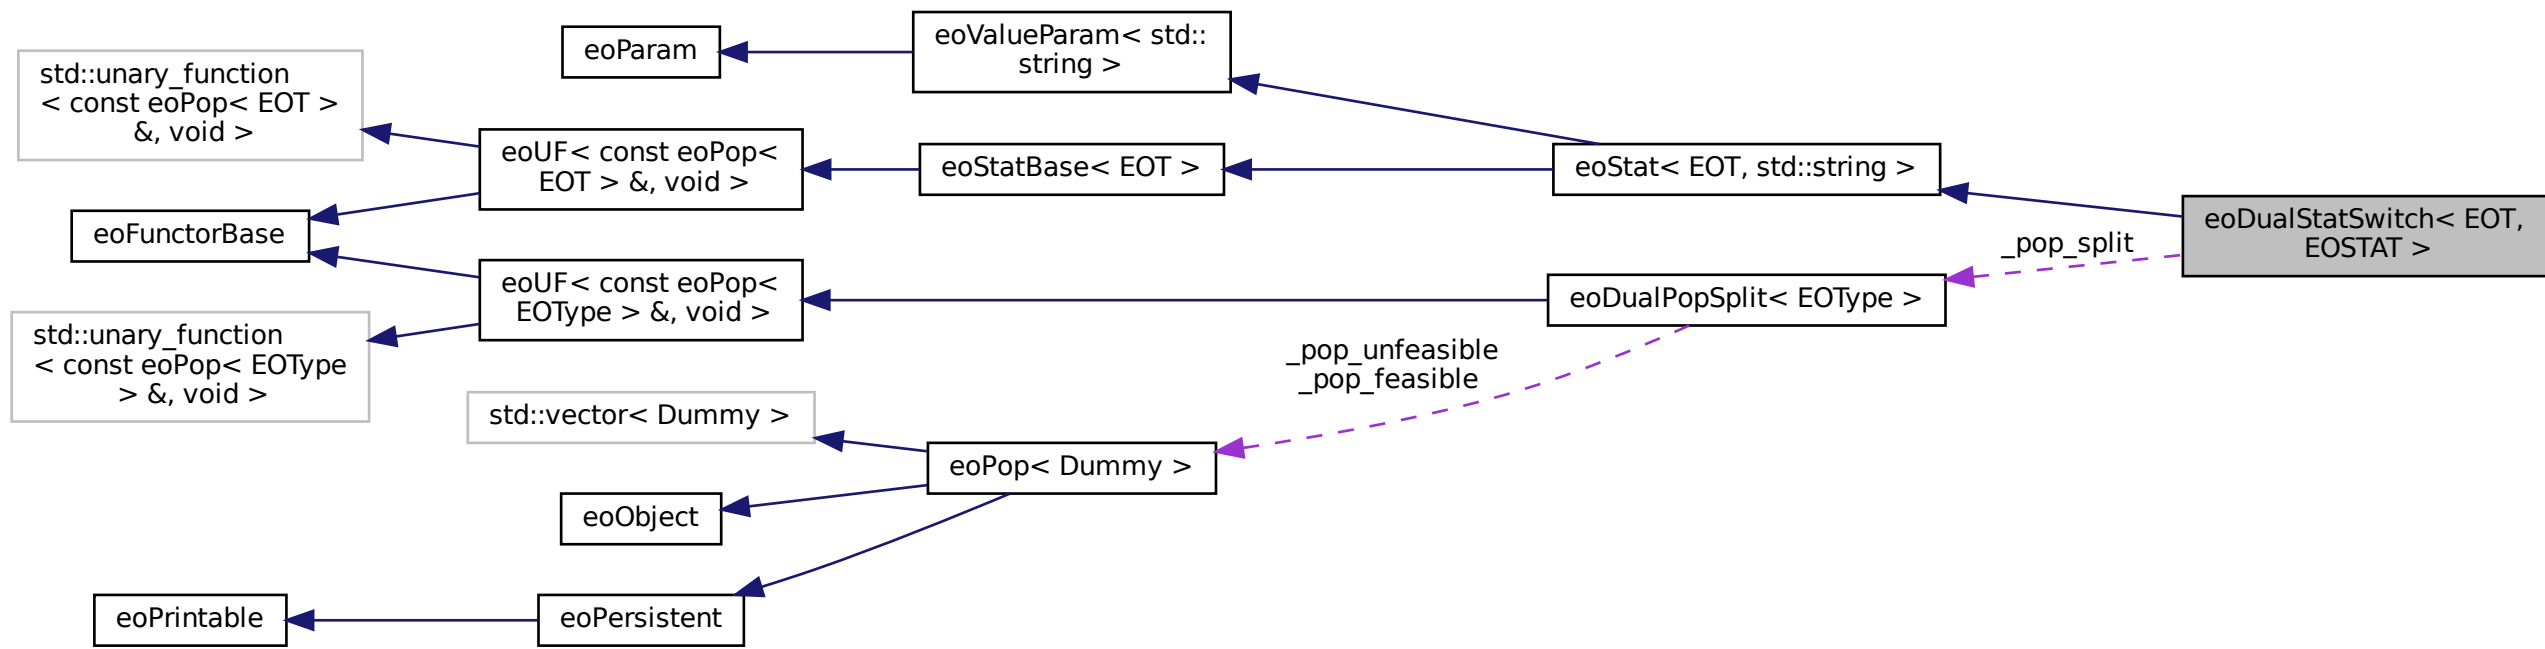 eoParam
eoValueParam< std::
string >
std::unary_function
< const eoPop< EOT >
&, void >
eoUF< const eoPop<
EOT > &, void >
eoStatBase< EOT >
eoStat< EOT, std::string >
eoFunctorBase
eoDualStatSwitch< EOT,
EOSTAT >
_pop_split
eoUF< const eoPop<
EOType > &, void >
eoDualPopSplit< EOType >
std::unary_function
< const eoPop< EOType
> &, void >
_pop_unfeasible
_pop_feasible
std::vector< Dummy >
eoPop< Dummy >
eoObject
eoPrintable
eoPersistent